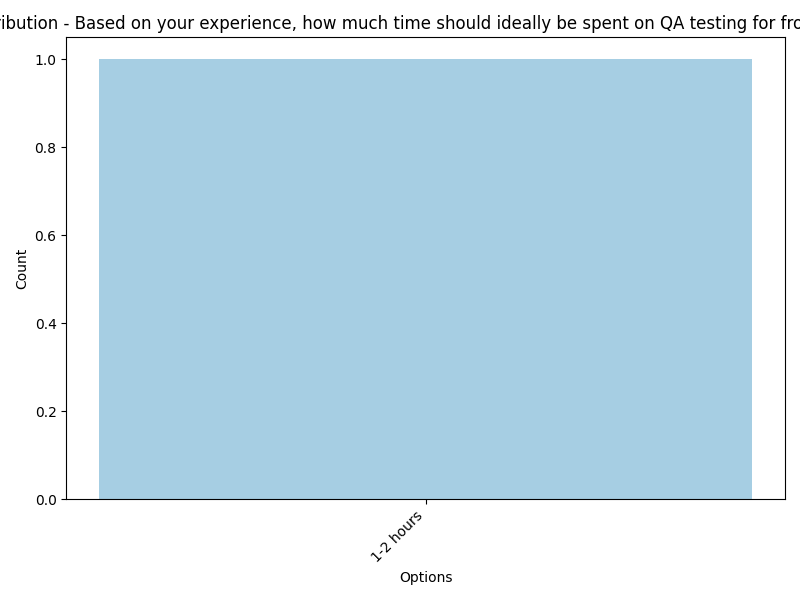 ribution - Based on your experience, how much time should ideally be spent on QA testing for fro
1.0
0.8
0.6
0.4
0.2
0.0
Count
1-2 hours
Options